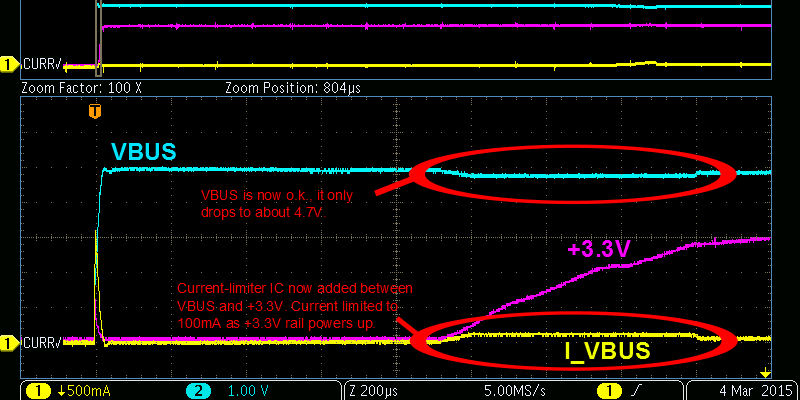 1 CURRV
Zoom Factor: 100 X Zoom Position: 804µs
T
VBUS
VBUS is now o.k., it only
drops to about 4.7V.
+3.3V
Current-limiter IC now added between
VBUS and +3.3V. Current limited to
100mA as +3.3V rail powers up.
1 CURRV
I_VBUS
1 500mA 2 1.00 V Z 200µs 5.00MS/s 1 4 Mar 2015